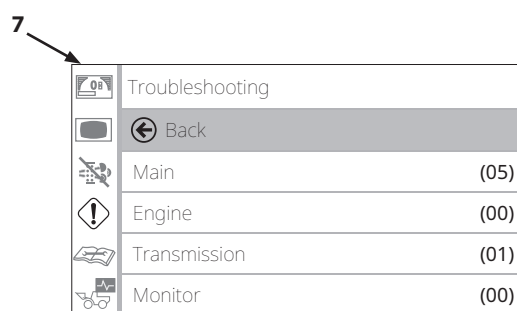 7
Troubleshooting
Back
Main (05)
Engine (00)
Transmission (01)
Monitor (00)